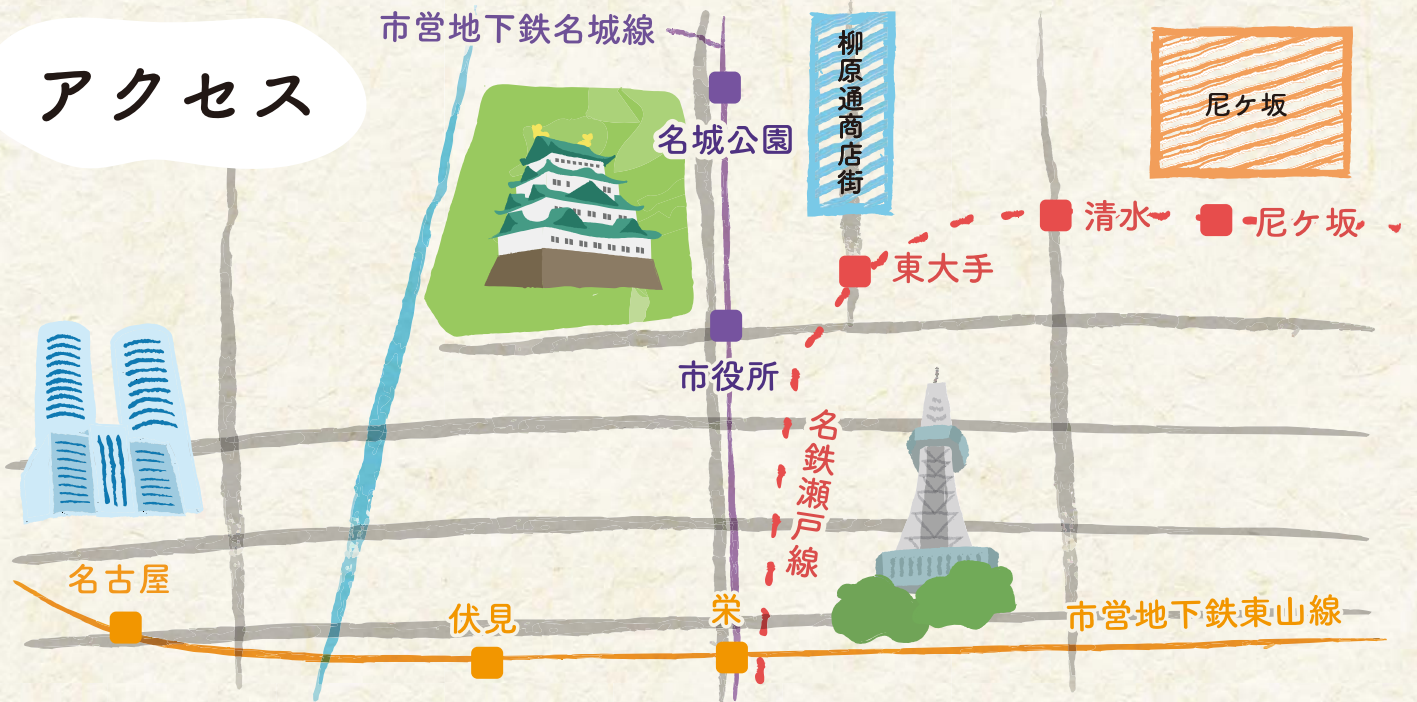 アクセス
市営地下鉄名城線
名城公園
柳原通商店街
尼ケ坂
清水
尼ケ坂
東大手
市役所
名鉄瀬戸線
名古屋
伏見
栄
市営地下鉄東山線